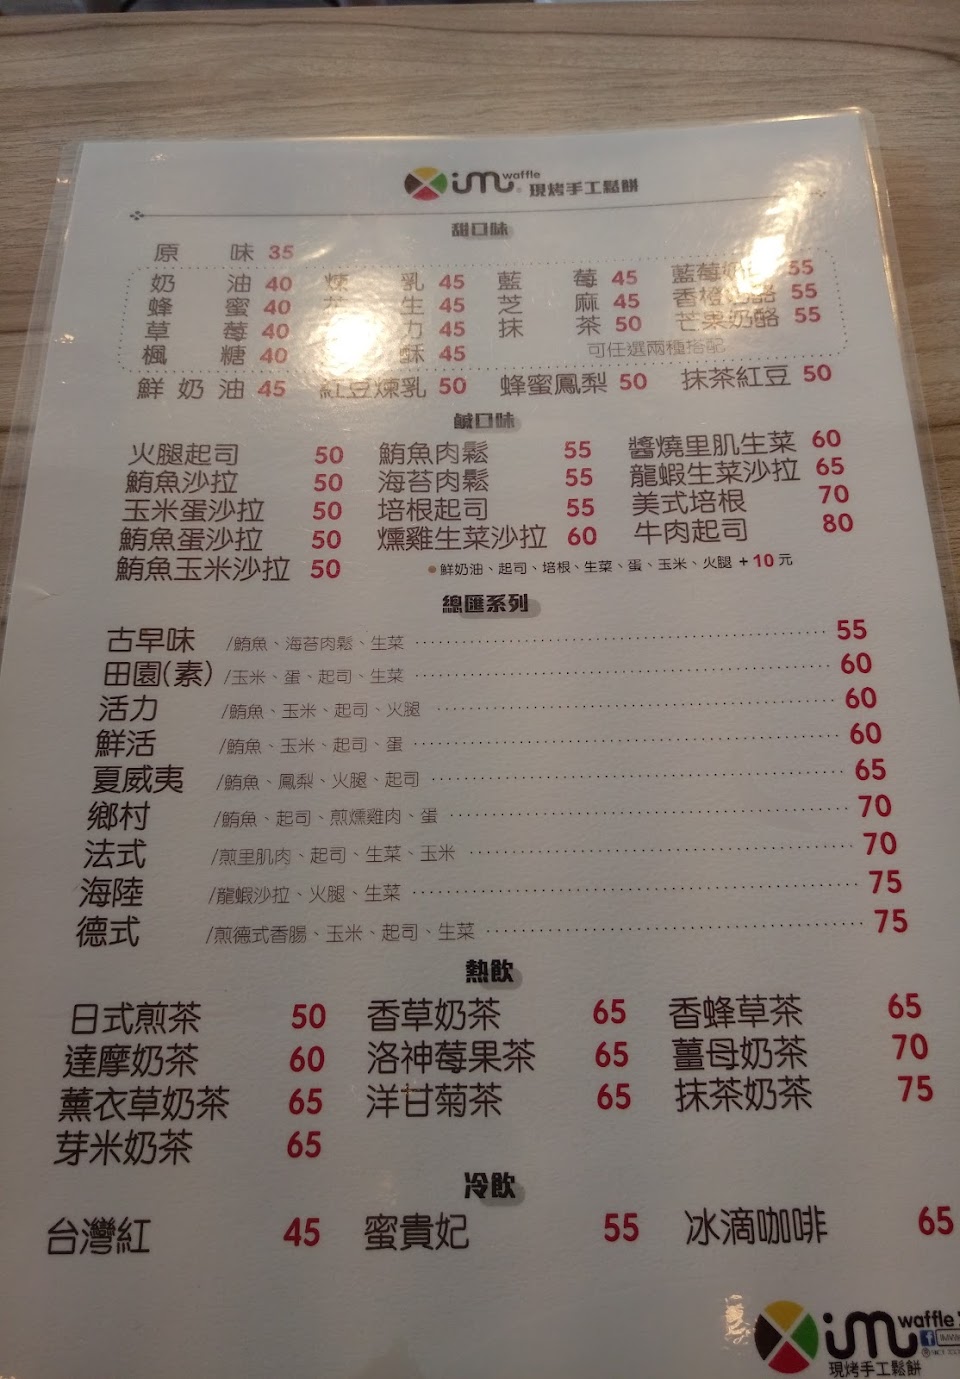 im waffle® 現烤手工鬆餅
甜口味
原味 35
奶油 40 煉乳 45 藍莓 45 藍莓奶 55
蜂蜜 40 花生 45 芝麻 45 香橙奶酪 55
草莓 40 力 45 抹茶 50 芒果奶酪 55
楓糖 40 酥 45 可任選兩種搭配
鮮奶油 45 紅豆煉乳 50 蜂蜜鳳梨 50 抹茶紅豆 50
鹹口味
火腿起司 50 鮪魚肉鬆 55 醬燒里肌生菜 60
鮪魚沙拉 50 海苔肉鬆 55 龍蝦生菜沙拉 65
玉米蛋沙拉 50 培根起司 55 美式培根 70
鮪魚蛋沙拉 50 燻雞生菜沙拉 60 牛肉起司 80
鮪魚玉米沙拉 50 ●鮮奶油、起司、培根、生菜、蛋、玉米、火腿 +10元
總匯系列
古早味 /鮪魚、海苔肉鬆、生菜 55
田園(素) /玉米、蛋、起司、生菜 60
活力 /鮪魚、玉米、起司、火腿 60
鮮活 /鮪魚、玉米、起司、蛋 60
夏威夷 /鮪魚、鳳梨、火腿、起司 65
鄉村 /鮪魚、起司、煎燻雞肉、蛋 70
法式 /煎里肌肉、起司、生菜、玉米 70
海陸 /龍蝦沙拉、火腿、生菜 75
德式 /煎德式香腸、玉米、起司、生菜 75
熱飲
日式煎茶 50 香草奶茶 65 香蜂草茶 65
達摩奶茶 60 洛神莓果茶 65 薑母奶茶 70
薰衣草奶茶 65 洋甘菊茶 65 抹茶奶茶 75
芽米奶茶 65
冷飲
台灣紅 45 蜜貴妃 55 冰滴咖啡 65
im waffle
現烤手工鬆餅